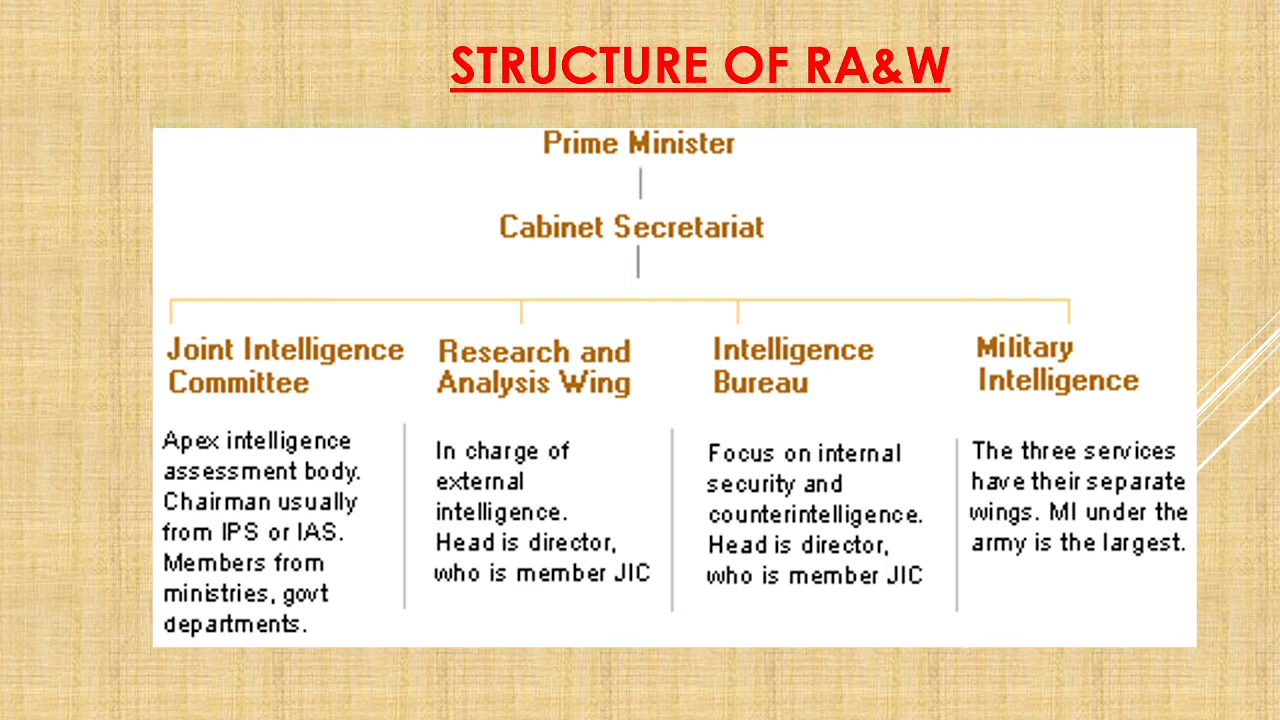 STRUCTURE OF RA&W
Prime Minister
Cabinet Secretariat
Joint Intelligence
Committee
Apex intelligence
assessment body.
Chairman usually
from IPS or IAS.
Members from
ministries, govt
departments.
Research and
Analysis Wing
In charge of
external
intelligence.
Head is director,
who is member JIC
Intelligence
Bureau
Focus on internal
security and
counterintelligence.
Head is director,
who is member JIC
Military
Intelligence
The three services
have their separate
wings. MI under the
army is the largest.